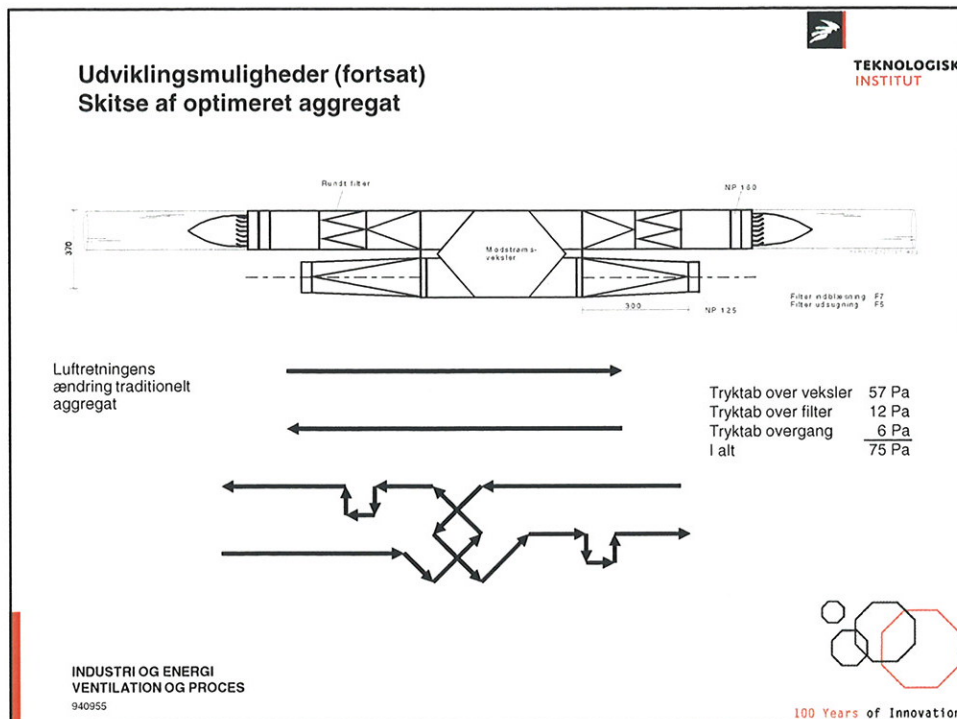 TEKNOLOGISK
INSTITUT
Udviklingsmuligheder (fortsat)
Skitse af optimeret aggregat
Rundt filter
NP 160
370
Modstrøms-
veksler
300
NP 125
Filter indblæsning F7
Filter udsugning F5
Luftretningens
ændring traditionelt
aggregat
Tryktab over veksler 57 Pa
Tryktab over filter 12 Pa
Tryktab overgang 6 Pa
I alt 75 Pa
INDUSTRI OG ENERGI
VENTILATION OG PROCES
940955
100 Years of Innovation